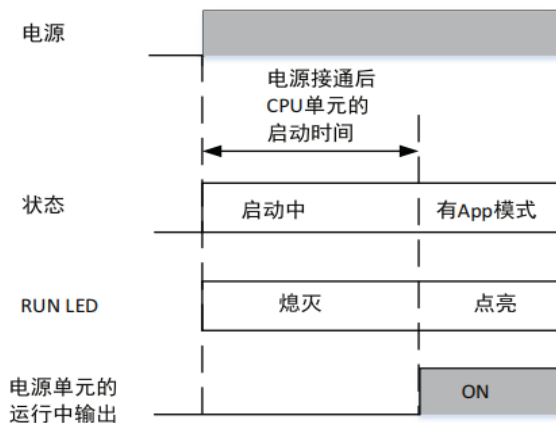 电源
电源接通后
CPU单元的
启动时间
状态
启动中
有App模式
RUN LED
熄灭
点亮
电源单元的
运行中输出
ON